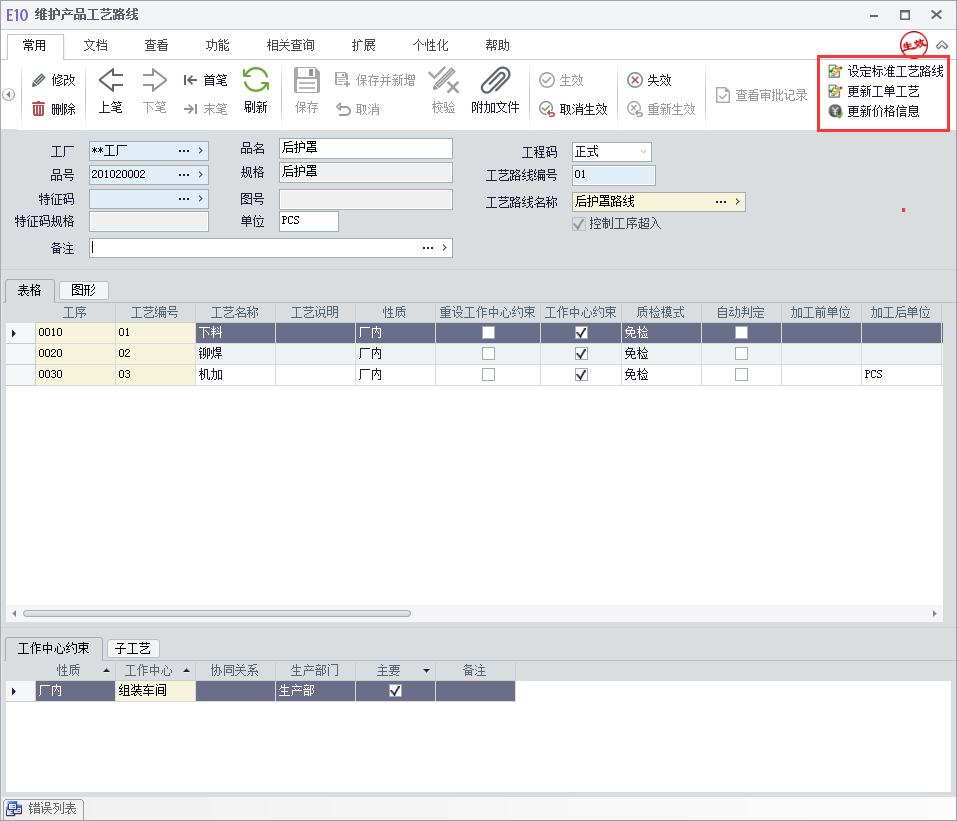 E10 维护产品工艺路线
常用 文档 查看 功能 相关查询 扩展 个性化 帮助
生效
修改 删除 上笔 下笔 首笔 末笔 刷新 保存 保存并新增 取消 校验 附加文件 生效 取消生效 失效 重新生效 查看审批记录
设定标准工艺路线
更新工单工艺
更新价格信息
工厂 **工厂 品名 后护罩 工程码 正式
品号 201020002 规格 后护罩 工艺路线编号 01
特征码 图号 工艺路线名称 后护罩路线
特征码规格 单位 PCS 控制工序超入
备注
表格 图形
工序 工艺编号 工艺名称 工艺说明 性质 重设工作中心约束 工作中心约束 质检模式 自动判定 加工前单位 加工后单位
0010 01 下料 厂内 免检
0020 02 铆焊 厂内 免检
0030 03 机加 厂内 免检 PCS
工作中心约束 子工艺
性质 工作中心 协同关系 生产部门 主要 备注
厂内 组装车间 生产部
错误列表